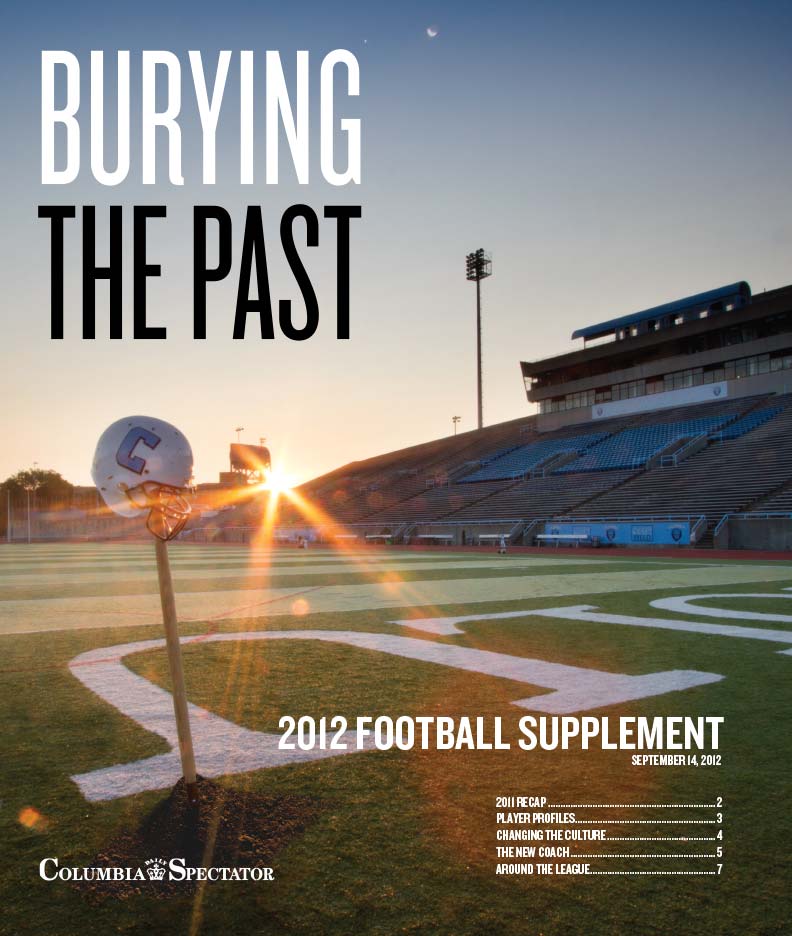 BURYING
THE PAST
C
2012 FOOTBALL SUPPLEMENT
SEPTEMBER 14, 2012
2011 RECAP ........................................................ 2
PLAYER PROFILES............................................... 3
CHANGING THE CULTURE .................................... 4
THE NEW COACH ................................................. 5
AROUND THE LEAGUE.......................................... 7
COLUMBIA DAILY SPECTATOR